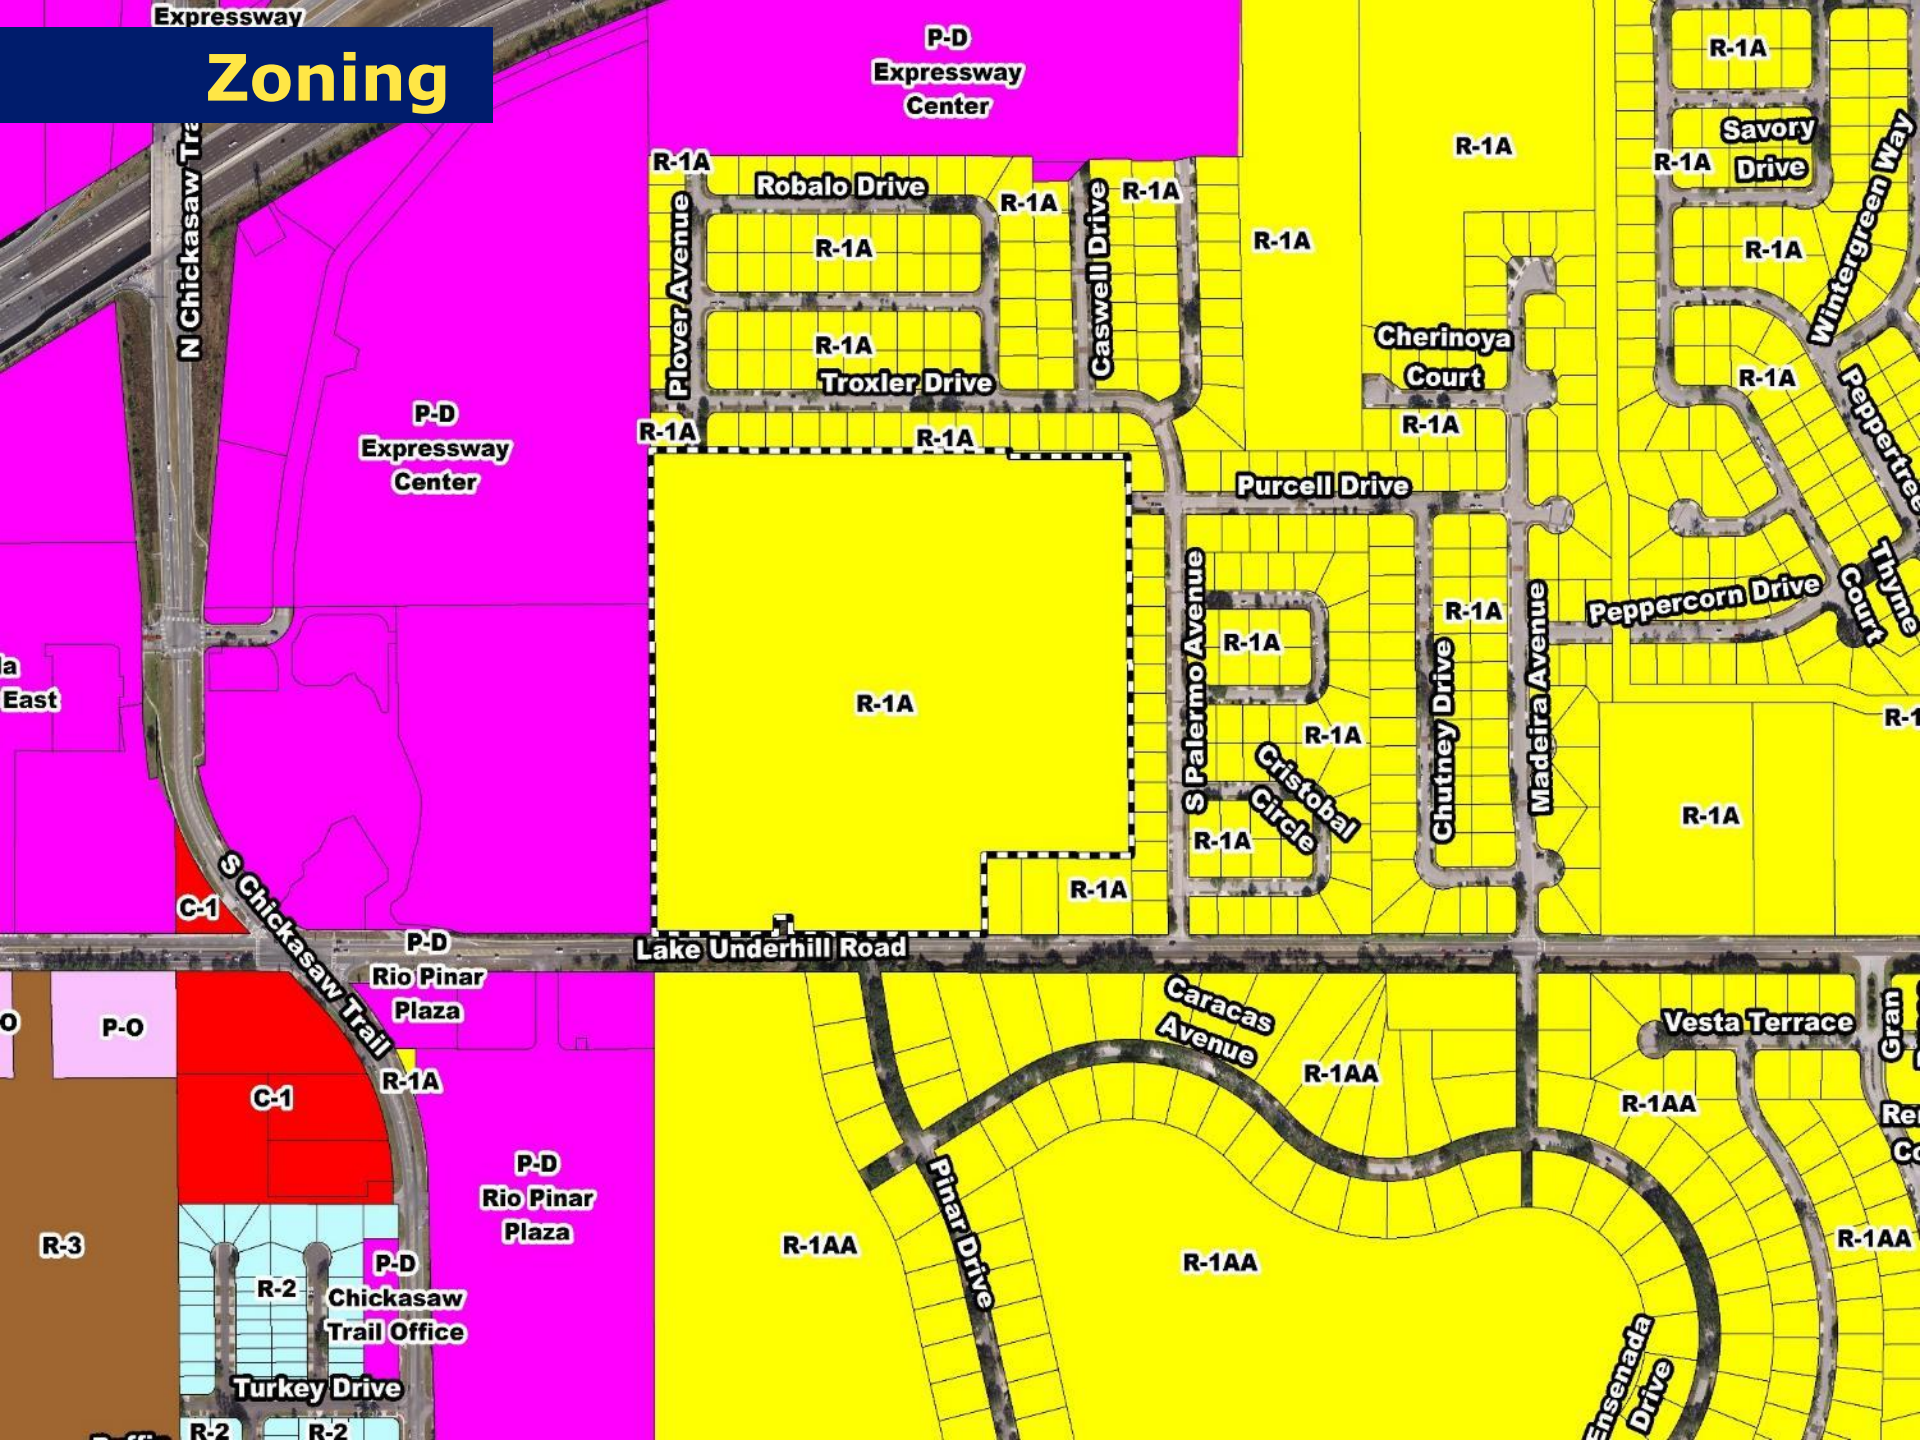 Expressway
Zoning
N Chickasaw Tra
P-D
Expressway
Center
R-1A
Savory
Drive
R-1A
R-1A
Wintergreen Way
R-1A
Robalo Drive
R-1A
R-1A
Plover Avenue
Caswell Drive
R-1A
R-1A
R-1A
R-1A
Cherinoya
Court
R-1A
Troxler Drive
R-1A
Peppertree
P-D
Expressway
Center
R-1A
R-1A
R-1A
Purcell Drive
S Palermo Avenue
R-1A
R-1A
Chutney Drive
Madeira Avenue
Peppercorn Drive
Thyme
Court
la
East
R-1A
R-1A
R-1
Cristobal
Circle
R-1A
R-1A
R-1A
C-1
S Chickasaw Trail
Lake Underhill Road
P-D
Rio Pinar
Plaza
O
P-O
Caracas
Avenue
Vesta Terrace
Gran
R-1A
C-1
R-1AA
R-1AA
Re
Co
P-D
Rio Pinar
Plaza
Pinar Drive
R-3
R-1AA
R-1AA
R-1AA
R-2
P-D
Chickasaw
Trail Office
Ensenada
Drive
Turkey Drive
R-2
R-2